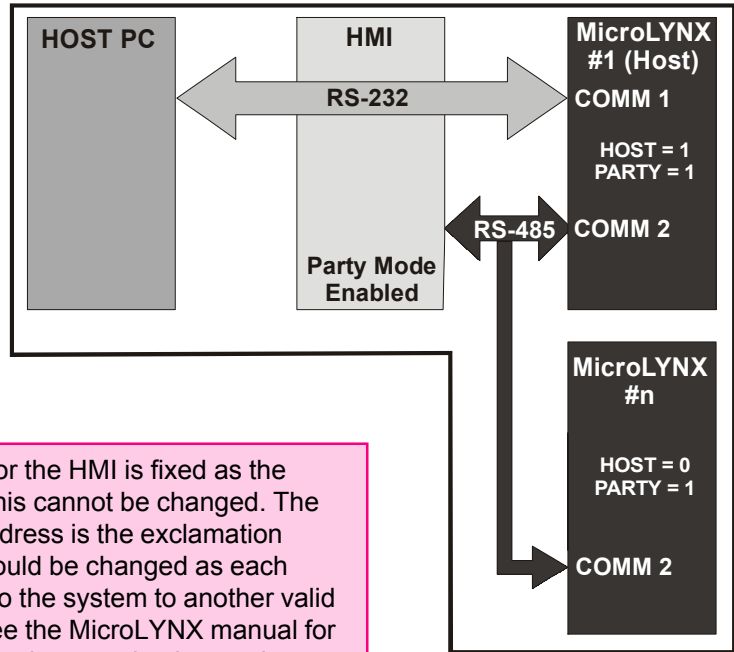 HOST PC
HMI
MicroLYNX
#1 (Host)
RS-232
COMM 1
HOST = 1
PARTY = 1
RS-485
COMM 2
Party Mode
Enabled
MicroLYNX
#n
HOST = 0
PARTY = 1
COMM 2
or the HMI is fixed as the
his cannot be changed. The
dress is the exclamation
ould be changed as each
o the system to another valid
ee the MicroLYNX manual for